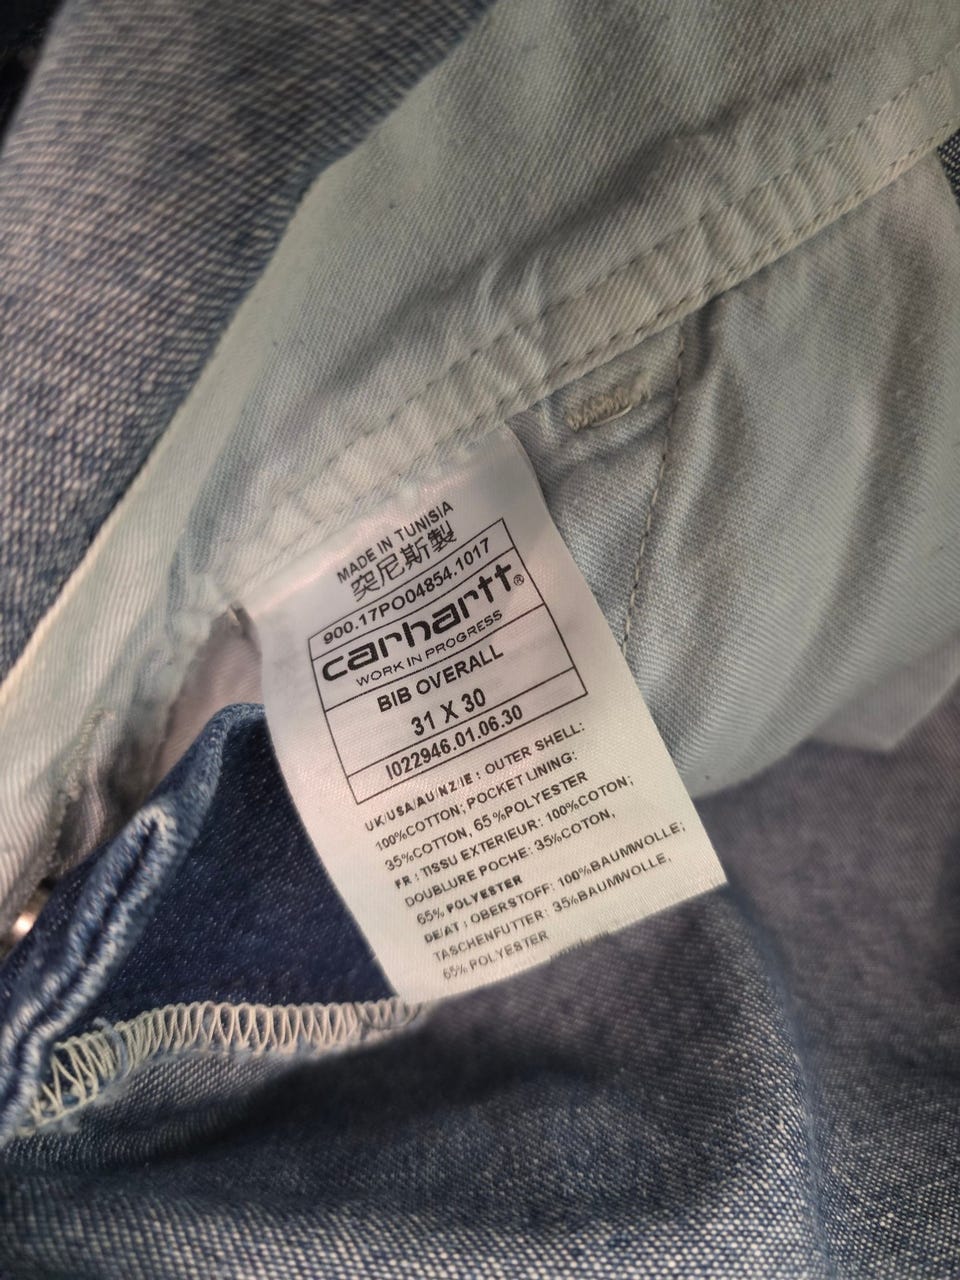 MADE IN TUNISIA
突尼斯製
900.17PO04854.1017
carhartt®
WORK IN PROGRESS
BIB OVERALL
31 X 30
I022946.01.06.30
UK/USA/AU/NZ/IE : OUTER SHELL:
100%COTTON; POCKET LINING:
35%COTTON, 65%POLYESTER
FR : TISSU EXTERIEUR: 100%COTON;
DOUBLURE POCHE: 35%COTON,
65% POLYESTER
DE/AT : OBERSTOFF: 100%BAUMWOLLE;
TASCHENFUTTER: 35%BAUMWOLLE,
65% POLYESTER